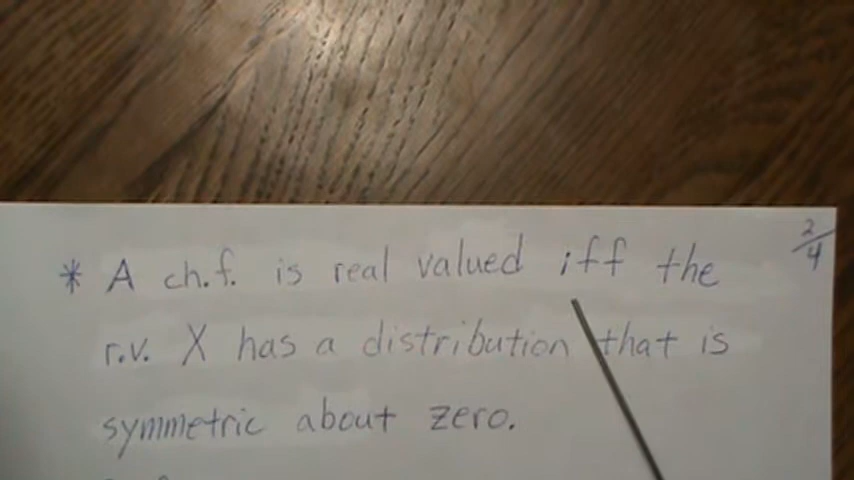 2/4
* A ch.f. is real valued iff the
r.v. X has a distribution that is
symmetric about zero.